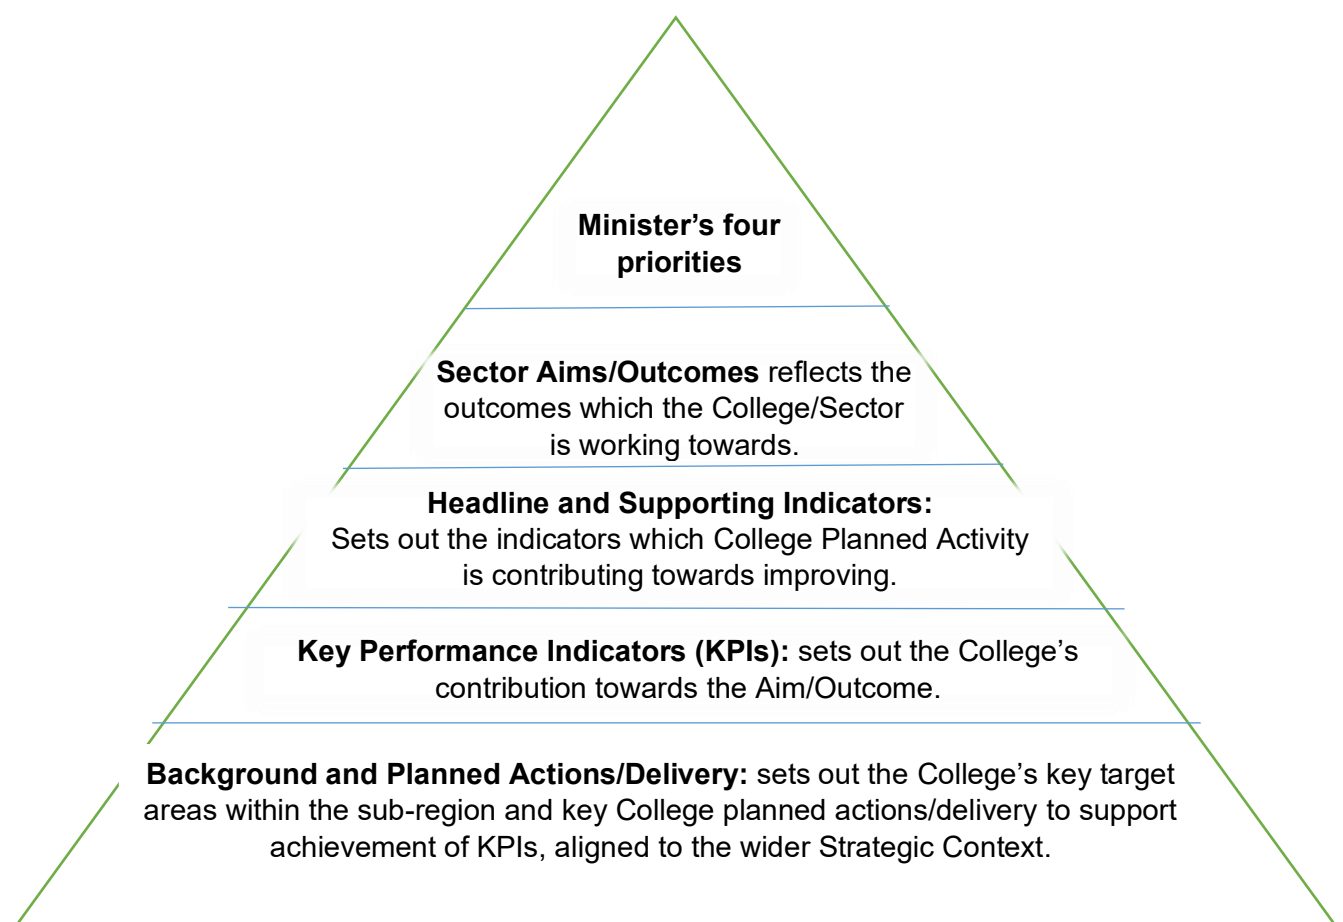 Minister’s four
priorities
Sector Aims/Outcomes reflects the
outcomes which the College/Sector
is working towards.
Headline and Supporting Indicators:
Sets out the indicators which College Planned Activity
is contributing towards improving.
Key Performance Indicators (KPIs): sets out the College’s
contribution towards the Aim/Outcome.
Background and Planned Actions/Delivery: sets out the College’s key target
areas within the sub-region and key College planned actions/delivery to support
achievement of KPIs, aligned to the wider Strategic Context.